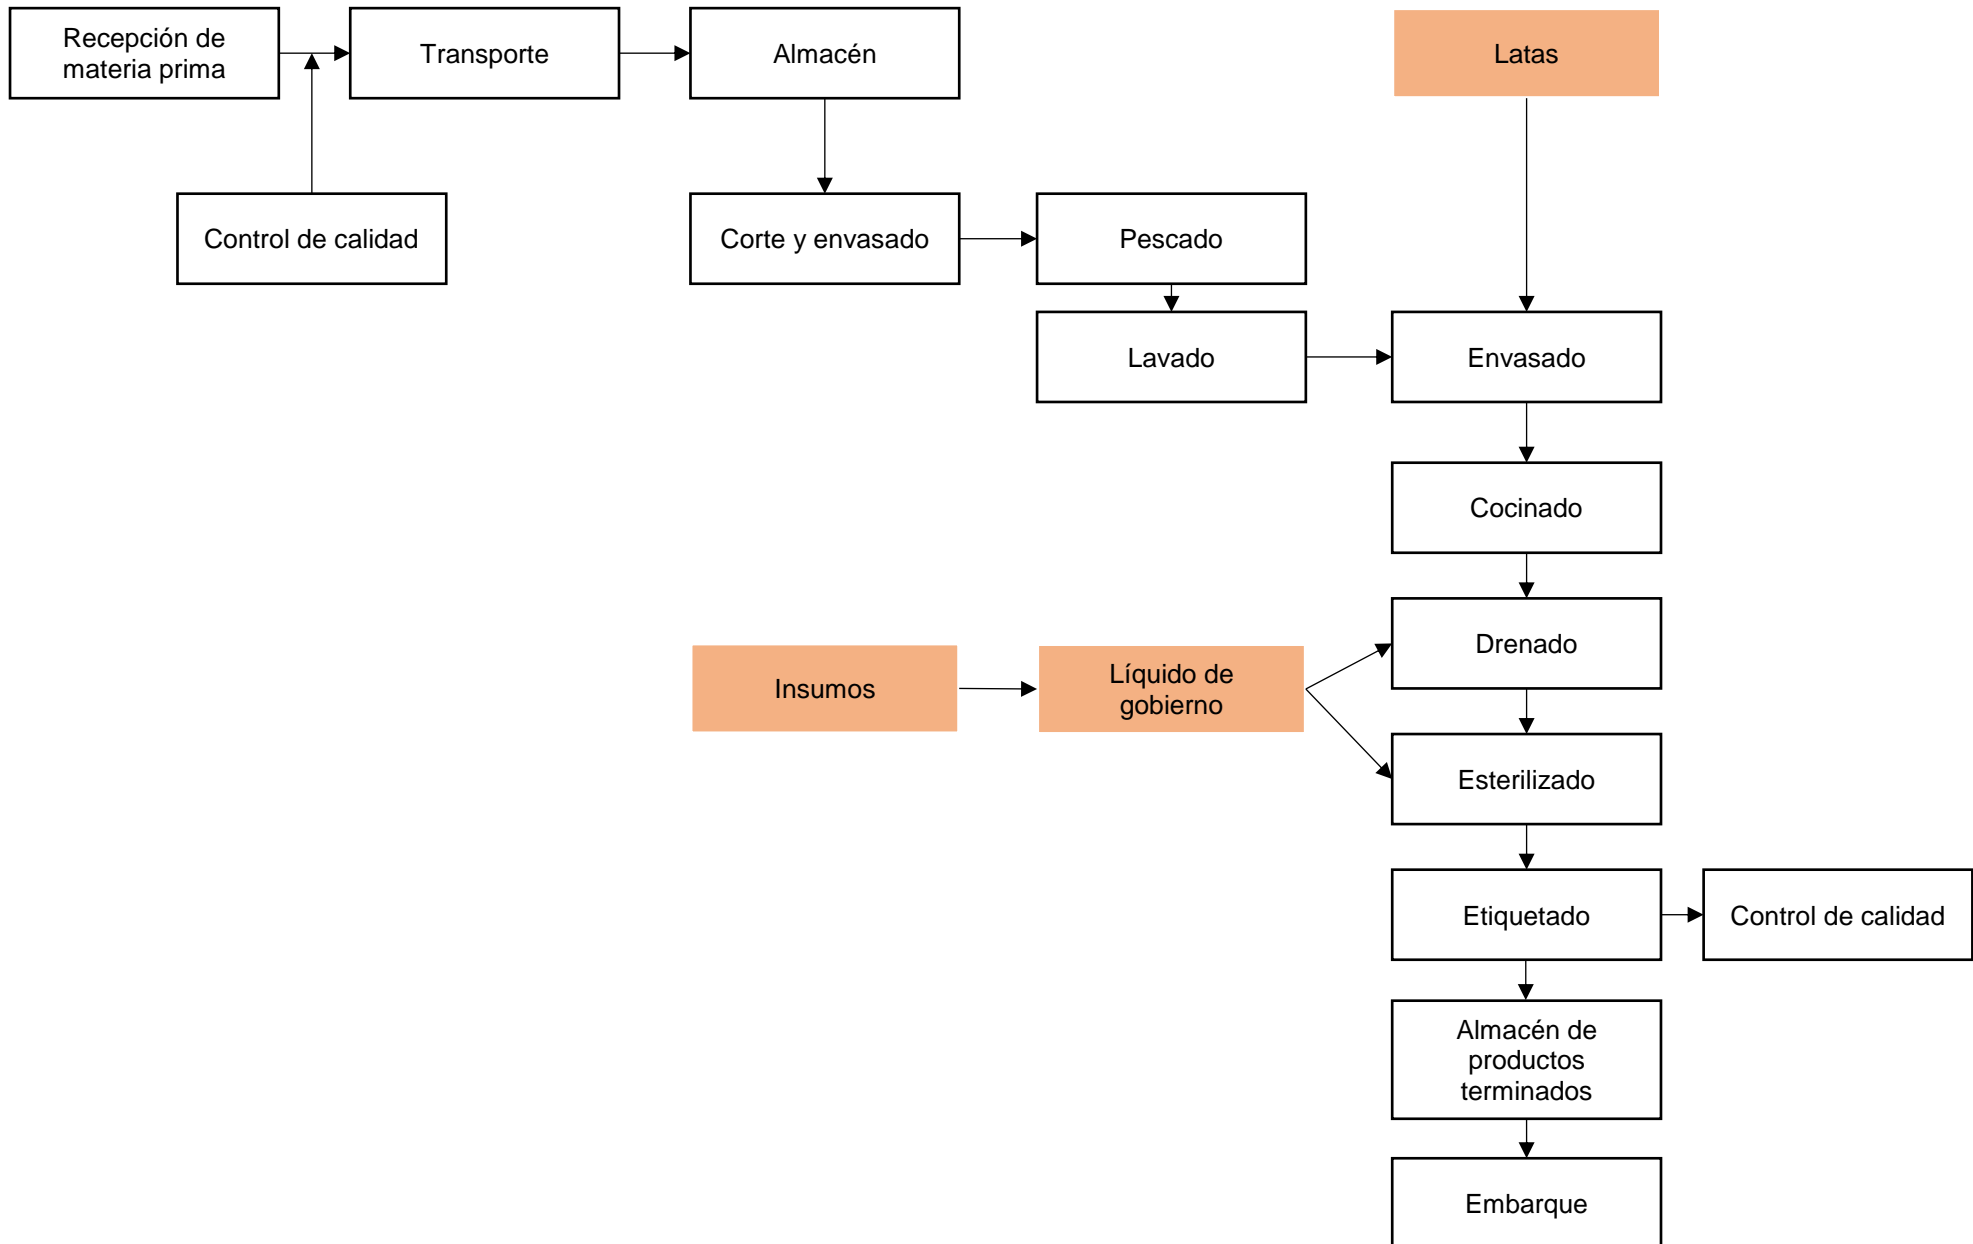 Recepción de
materia prima
Transporte
Almacén
Latas
Control de calidad
Corte y envasado
Pescado
Lavado
Envasado
Cocinado
Drenado
Insumos
Líquido de
gobierno
Esterilizado
Etiquetado
Control de calidad
Almacén de
productos
terminados
Embarque